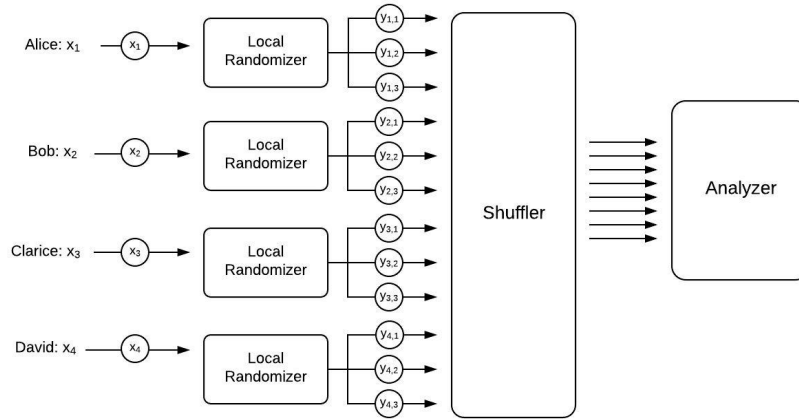 Alice: x₁
x₁
Local
Randomizer
y₁,₁
y₁,₂
y₁,₃
Bob: x₂
x₂
Local
Randomizer
y₂,₁
y₂,₂
y₂,₃
Clarice: x₃
x₃
Local
Randomizer
y₃,₁
y₃,₂
y₃,₃
David: x₄
x₄
Local
Randomizer
y₄,₁
y₄,₂
y₄,₃
Shuffler
Analyzer